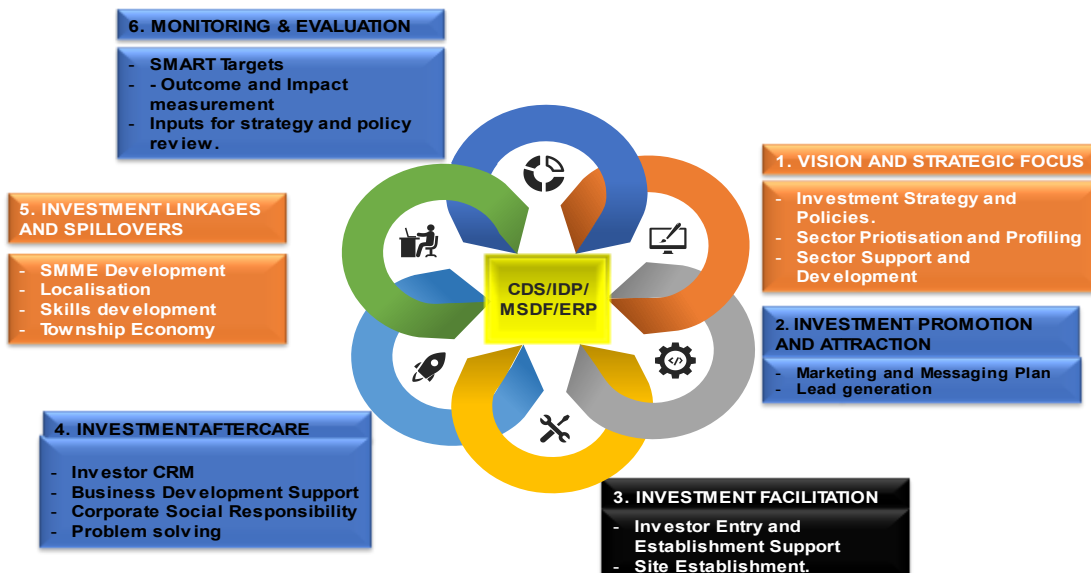 6. MONITORING & EVALUATION
- SMART Targets
- - Outcome and Impact
measurement
- Inputs for strategy and policy
review.
1. VISION AND STRATEGIC FOCUS
- Investment Strategy and
Policies.
- Sector Priotisation and Profiling
- Sector Support and
Development
5. INVESTMENT LINKAGES
AND SPILLOVERS
- SMME Development
- Localisation
- Skills development
- Township Economy
CDS/IDP/
MSDF/ERP
2. INVESTMENT PROMOTION
AND ATTRACTION
- Marketing and Messaging Plan
- Lead generation
4. INVESTMENT AFTERCARE
- Investor CRM
- Business Development Support
- Corporate Social Responsibility
- Problem solving
3. INVESTMENT FACILITATION
- Investor Entry and
Establishment Support
- Site Establishment.